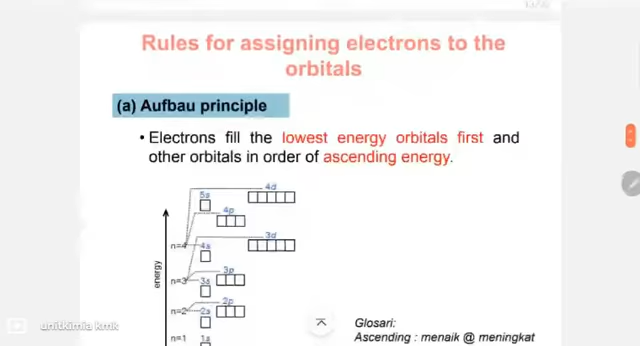 Rules for assigning electrons to the
orbitals
(a) Aufbau principle
• Electrons fill the lowest energy orbitals first and
other orbitals in order of ascending energy.
4d
5s
4p
n=4
3d
4s
energy
3p
n=3
3s
2p
n=2
2s
n=1
1s
Glosari:
Ascending : menaik @ meningkat
unitkimia kmk